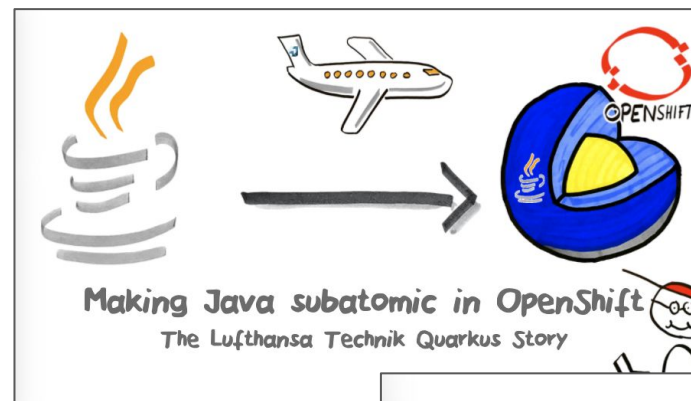 OPENSHIFT
Making Java subatomic in OpenShift
The Lufthansa Technik Quarkus Story